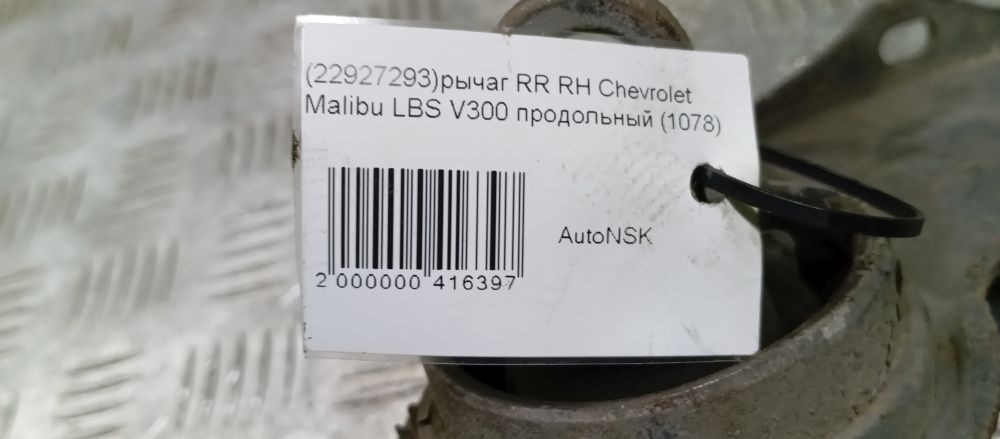 (22927293)рычаг RR RH Chevrolet
Malibu LBS V300 продольный (1078)
AutoNSK
2 000000 416397